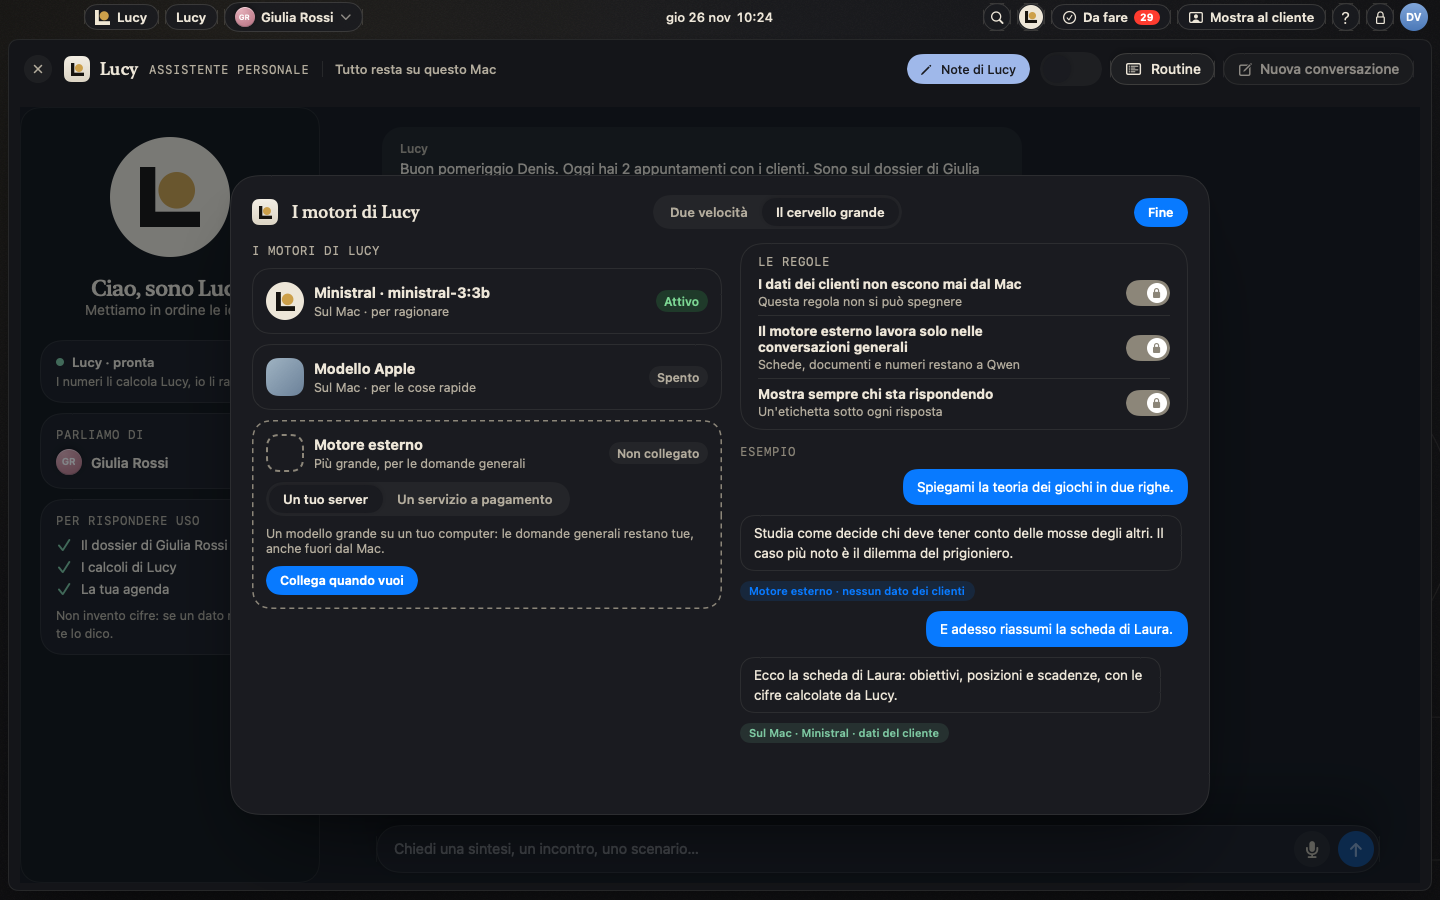 Lucy
Lucy
GR
Giulia Rossi
gio 26 nov 10:24
Da fare 29
Mostra al cliente
?
DV
Lucy ASSISTENTE PERSONALE
Tutto resta su questo Mac
Note di Lucy
Routine
Nuova conversazione
Lucy
Buon pomeriggio Denis. Oggi hai 2 appuntamenti con i clienti. Sono sul dossier di Giulia
Ciao, sono Luc
Mettiamo in ordine le i
Lucy · pronta
I numeri li calcola Lucy, io li ra
PARLIAMO DI
GR
Giulia Rossi
PER RISPONDERE USO
Il dossier di Giulia Rossi
I calcoli di Lucy
La tua agenda
Non invento cifre: se un dato
te lo dico.
I motori di Lucy
Due velocità
Il cervello grande
Fine
I MOTORI DI LUCY
Ministral · ministral-3:3b
Sul Mac · per ragionare
Attivo
Modello Apple
Sul Mac · per le cose rapide
Spento
Motore esterno
Più grande, per le domande generali
Non collegato
Un tuo server
Un servizio a pagamento
Un modello grande su un tuo computer: le domande generali restano tue,
anche fuori dal Mac.
Collega quando vuoi
LE REGOLE
I dati dei clienti non escono mai dal Mac
Questa regola non si può spegnere
Il motore esterno lavora solo nelle
conversazioni generali
Schede, documenti e numeri restano a Qwen
Mostra sempre chi sta rispondendo
Un'etichetta sotto ogni risposta
ESEMPIO
Spiegami la teoria dei giochi in due righe.
Studia come decide chi deve tener conto delle mosse degli altri. Il
caso più noto è il dilemma del prigioniero.
Motore esterno · nessun dato dei clienti
E adesso riassumi la scheda di Laura.
Ecco la scheda di Laura: obiettivi, posizioni e scadenze, con le
cifre calcolate da Lucy.
Sul Mac · Ministral · dati del cliente
Chiedi una sintesi, un incontro, uno scenario...